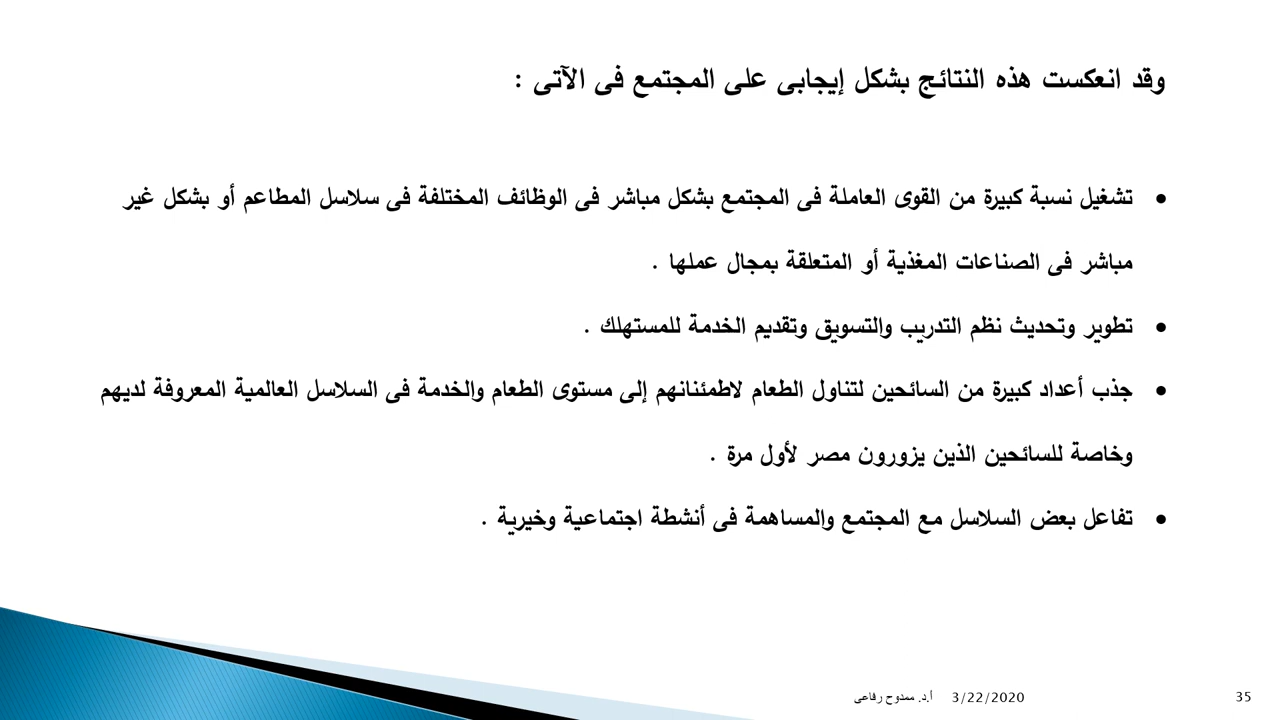 وقد انعكست هذه النتائج بشكل إيجابى على المجتمع فى الآتى :
• تشغيل نسبة كبيرة من القوى العاملة فى المجتمع بشكل مباشر فى الوظائف المختلفة فى سلاسل المطاعم أو بشكل غير
مباشر فى الصناعات المغذية أو المتعلقة بمجال عملها .
• تطوير وتحديث نظم التدريب والتسويق وتقديم الخدمة للمستهلك .
• جذب أعداد كبيرة من السائحين لتناول الطعام لاطمئنانهم إلى مستوى الطعام والخدمة فى السلاسل العالمية المعروفة لديهم
وخاصة للسائحين الذين يزورون مصر لأول مرة .
• تفاعل بعض السلاسل مع المجتمع والمساهمة فى أنشطة اجتماعية وخيرية .
أ.د. ممدوح رفاعى 3/22/2020 35